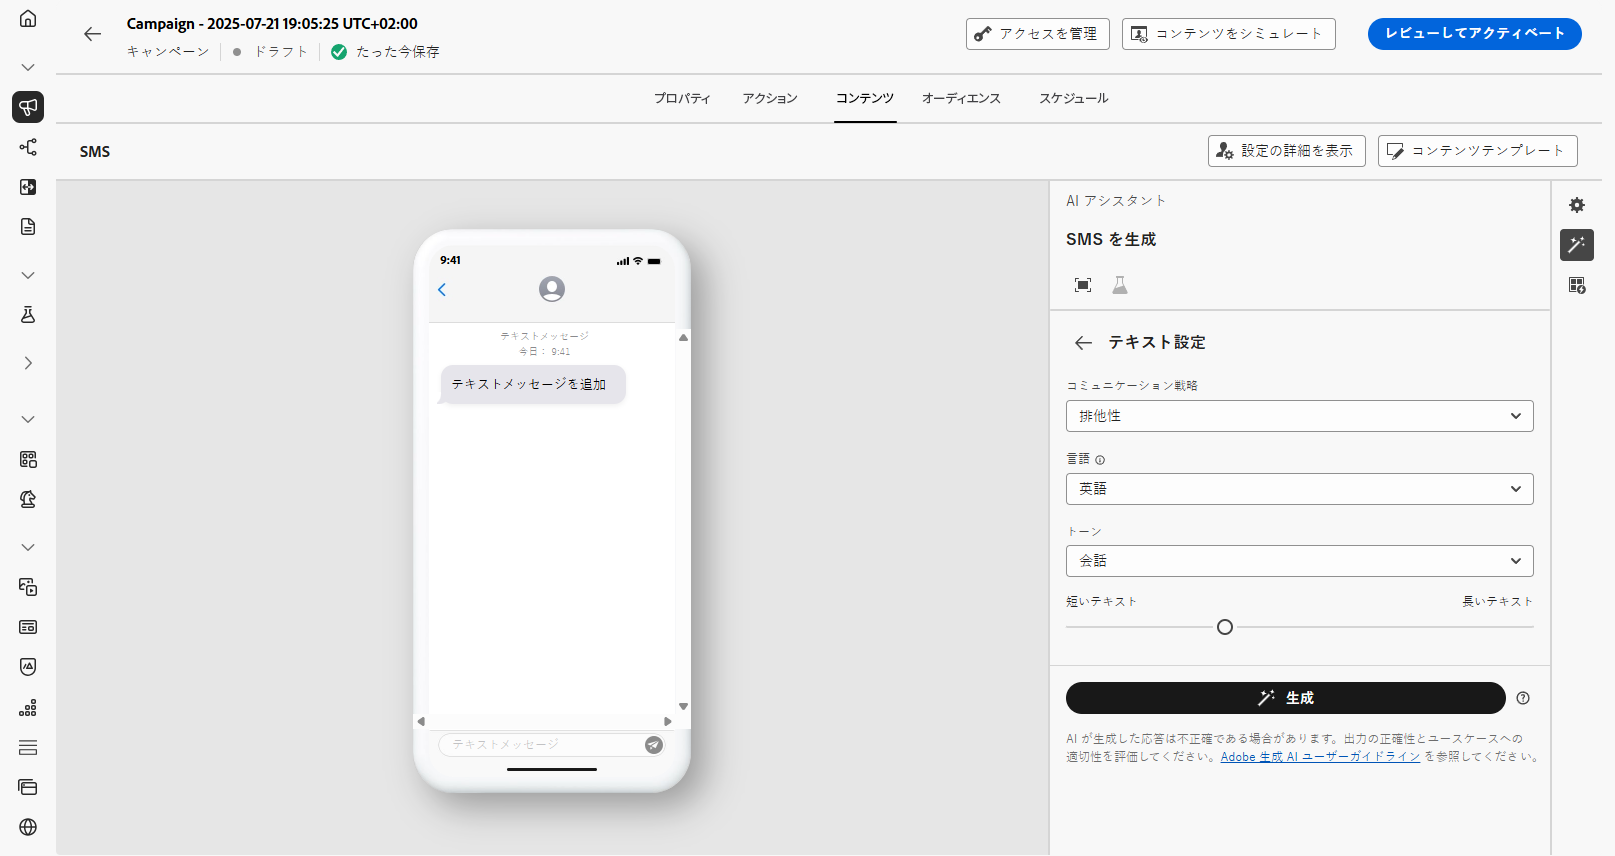 Campaign - 2025-07-21 19:05:25 UTC+02:00
キャンペーン ドラフト たった今保存
アクセスを管理
コンテンツをシミュレート
レビューしてアクティベート
プロパティ アクション コンテンツ オーディエンス スケジュール
SMS
設定の詳細を表示
コンテンツテンプレート
9:41
テキストメッセージ
今日： 9:41
テキストメッセージを追加
テキストメッセージ
AI アシスタント
SMS を生成
テキスト設定
コミュニケーション戦略
排他性
言語
英語
トーン
会話
短いテキスト 長いテキスト
生成
AI が生成した応答は不正確である場合があります。出力の正確性とユースケースへの
適切性を評価してください。Adobe 生成 AI ユーザーガイドライン を参照してください。